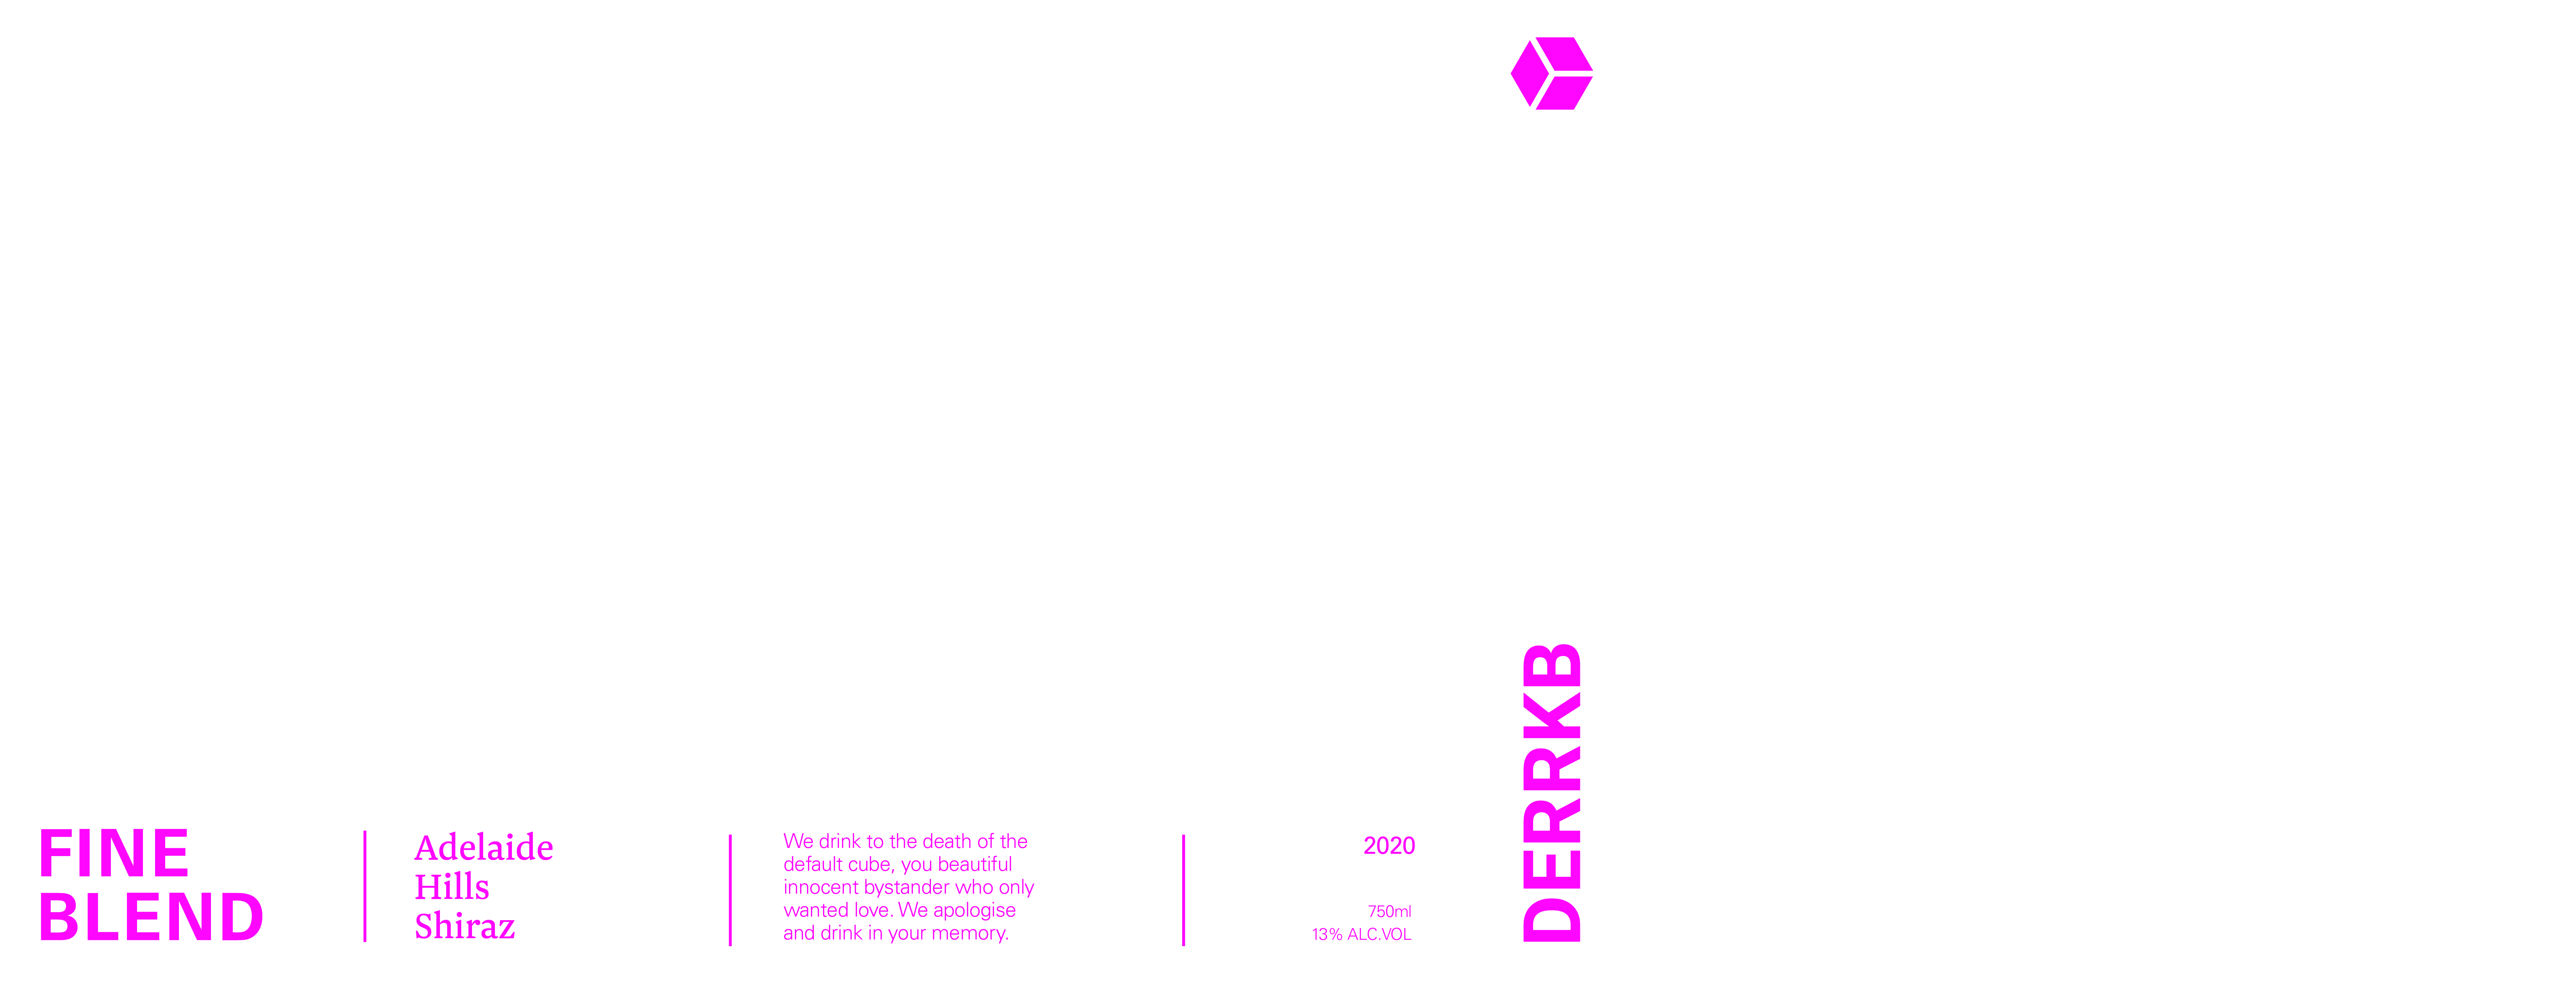 FINE
BLEND
Adelaide
Hills
Shiraz
We drink to the death of the
default cube, you beautiful
innocent bystander who only
wanted love. We apologise
and drink in your memory.
2020
750ml
13% ALC.VOL
DERRKB